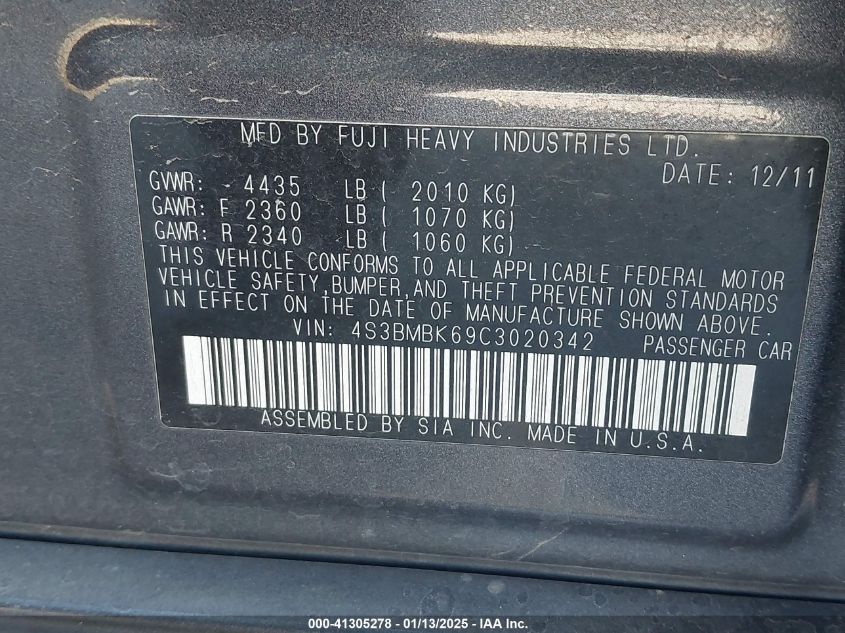 MFD BY FUJI HEAVY INDUSTRIES LTD.
DATE: 12/11
GVWR: - 4435 LB ( 2010 KG)
GAWR: F 2360 LB ( 1070 KG)
GAWR: R 2340 LB ( 1060 KG)
THIS VEHICLE CONFORMS TO ALL APPLICABLE FEDERAL MOTOR
VEHICLE SAFETY,BUMPER,AND THEFT PREVENTION STANDARDS
IN EFFECT ON THE DATE OF MANUFACTURE SHOWN ABOVE.
VIN: 4S3BMBK69C3020342 PASSENGER CAR
ASSEMBLED BY SIA INC. MADE IN U.S.A.
000-41305278 - 01/13/2025 - IAA Inc.